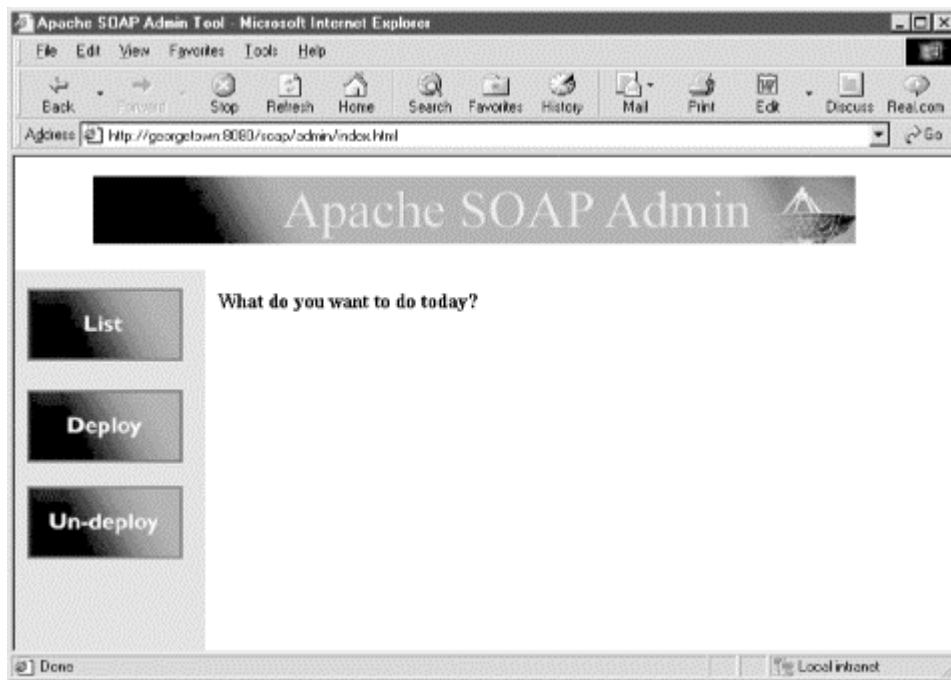 Apache SOAP Admin Tool - Microsoft Internet Explorer
File Edit View Favorites Tools Help
Back Forward Stop Refresh Home Search Favorites History Mail Print Edit Discuss Real.com
Address http://georgetown:8080/soap/admin/index.html Go
Apache SOAP Admin
What do you want to do today?
List
Deploy
Un-deploy
Done Local intranet